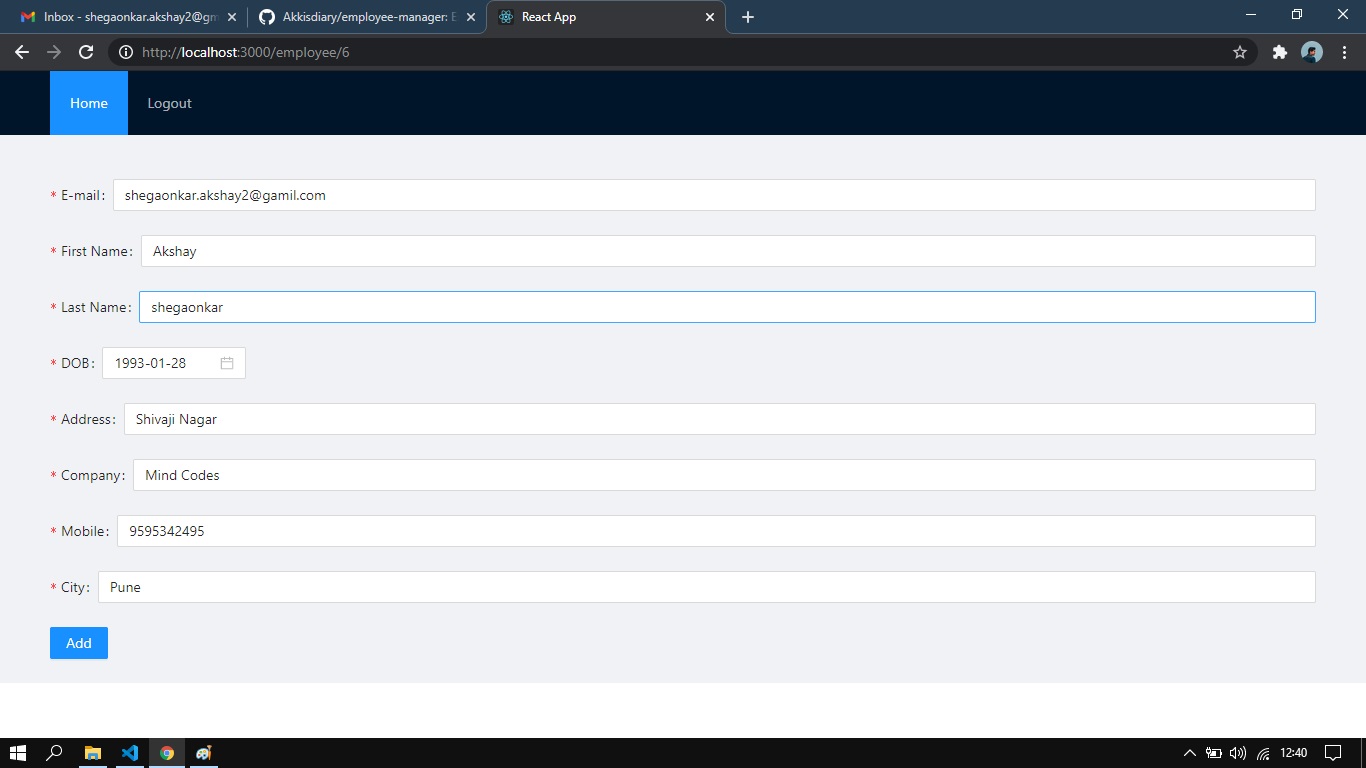 Inbox - shegaonkar.akshay2@gm
Akkisdiary/employee-manager: E
React App
http://localhost:3000/employee/6
Home Logout
* E-mail: shegaonkar.akshay2@gamil.com
* First Name: Akshay
* Last Name: shegaonkar
* DOB: 1993-01-28
* Address: Shivaji Nagar
* Company: Mind Codes
* Mobile: 9595342495
* City: Pune
Add
12:40